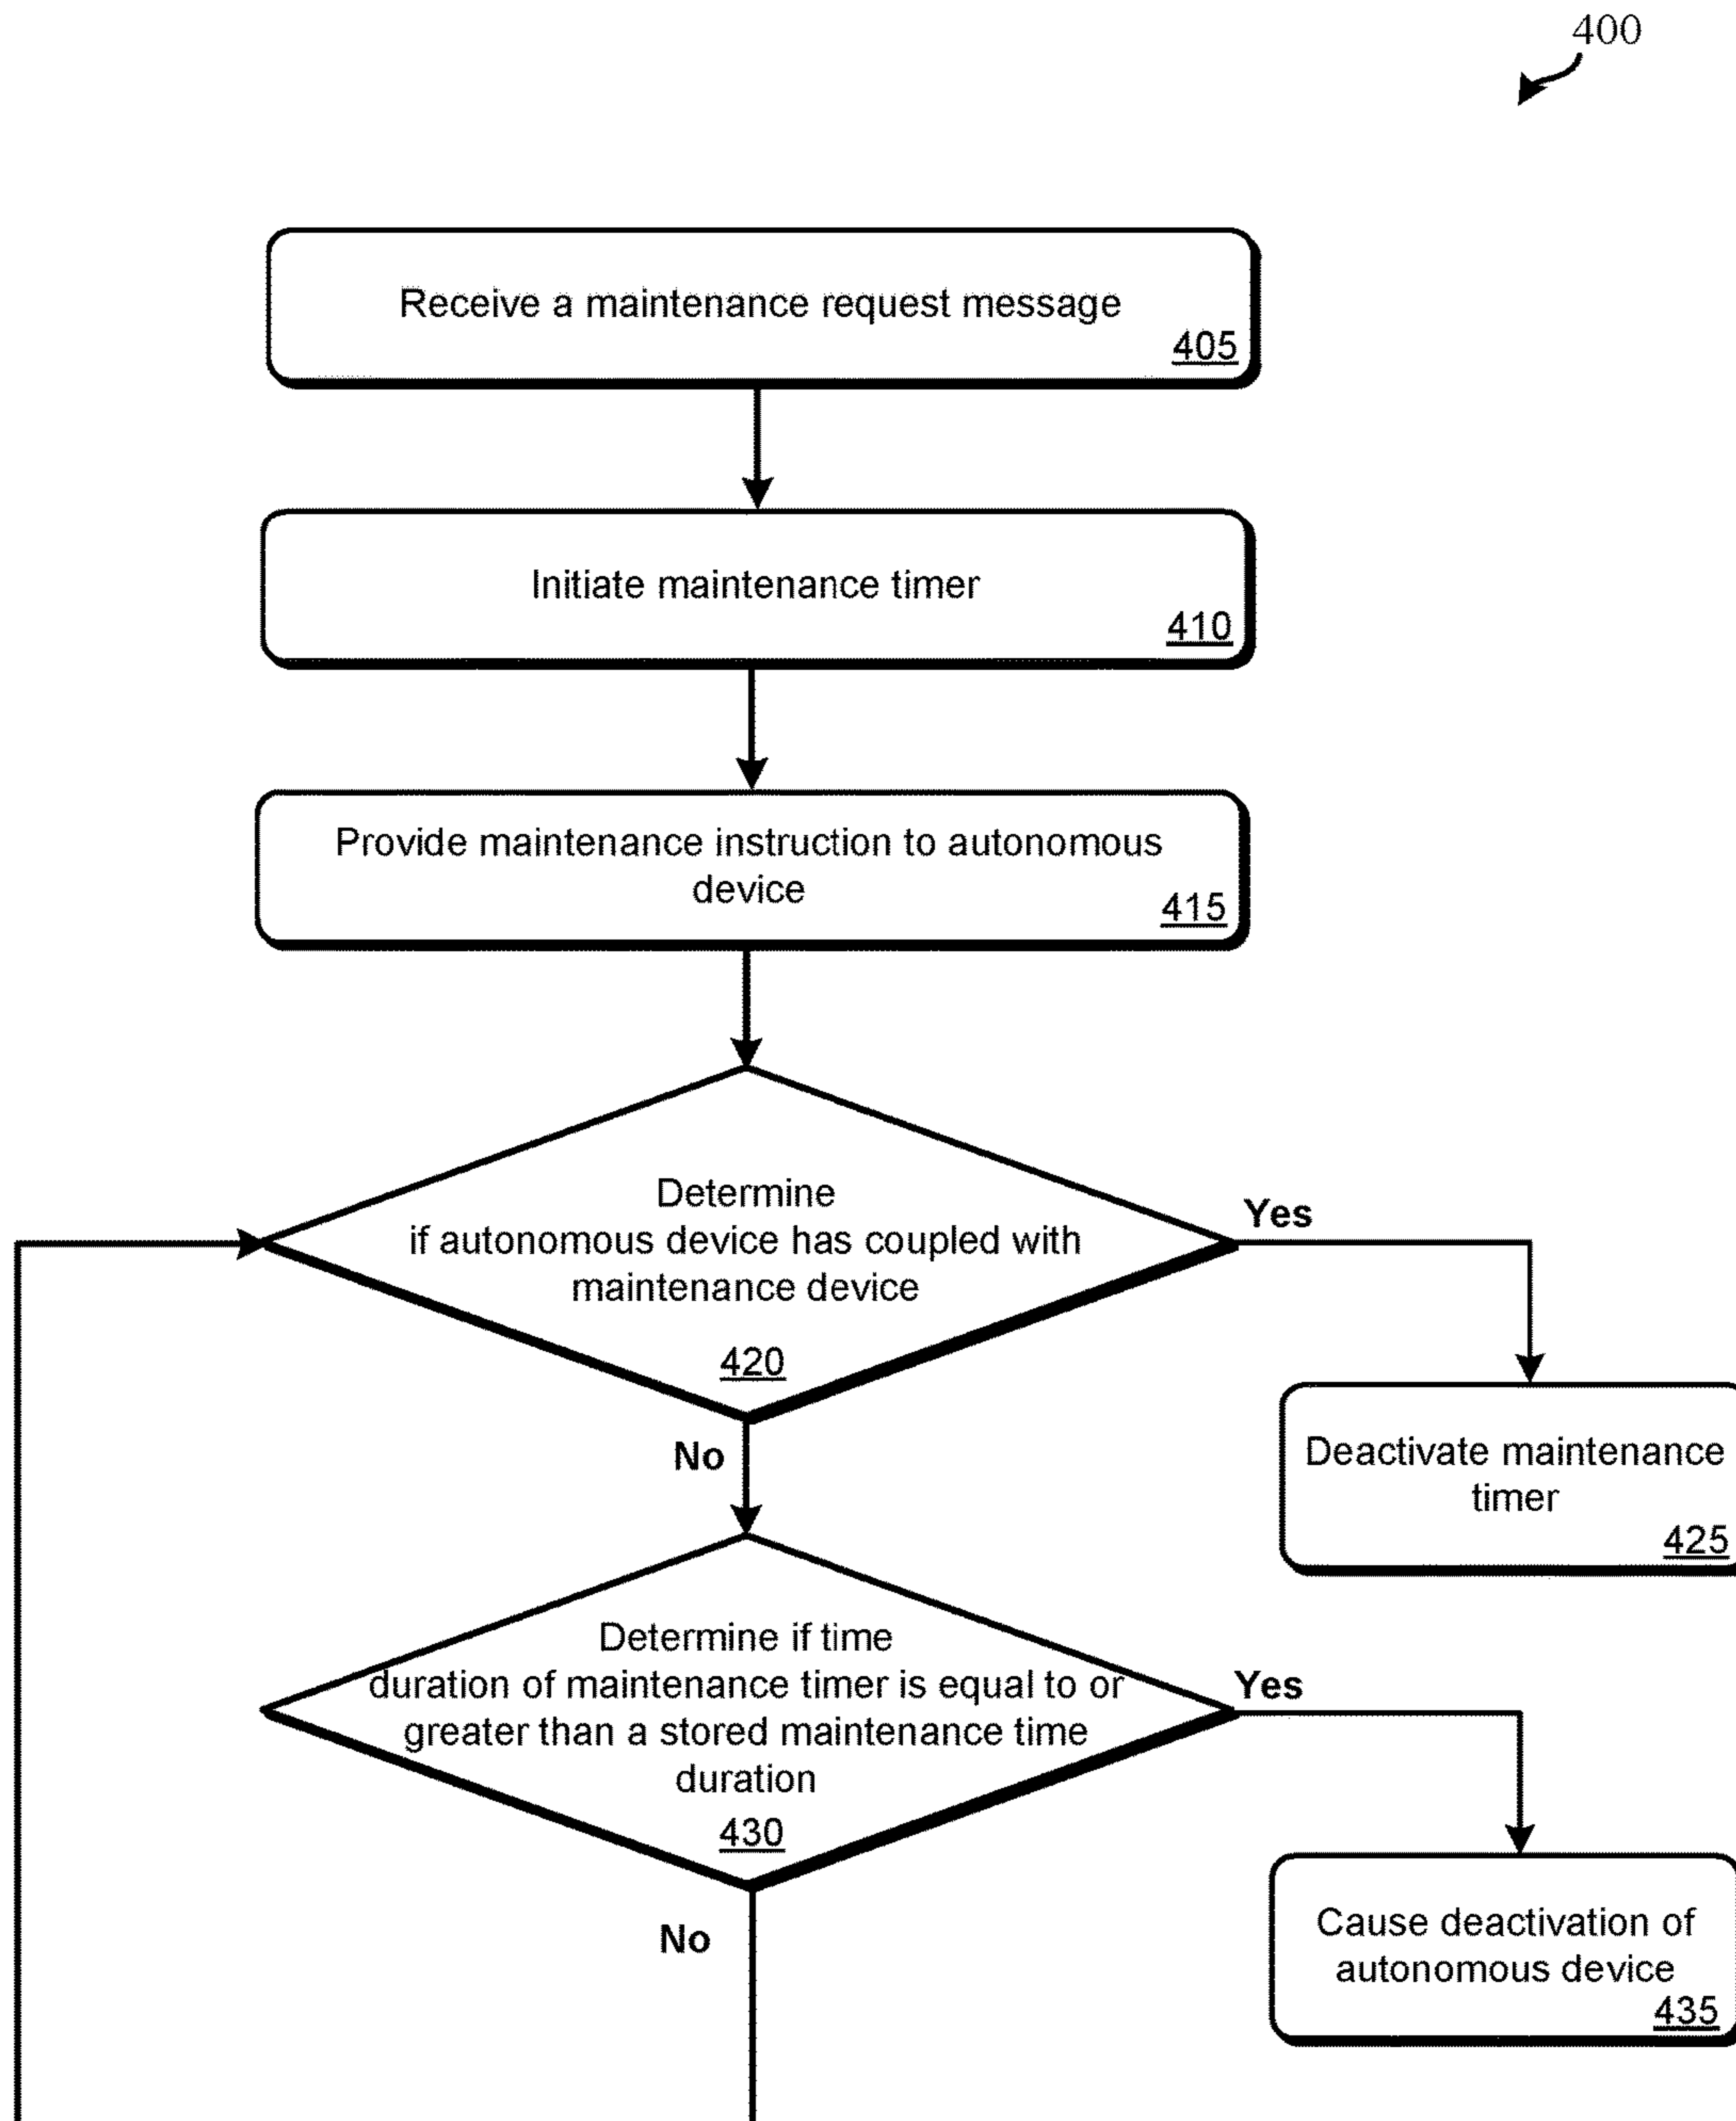 400
Receive a maintenance request message
405
Initiate maintenance timer
410
Provide maintenance instruction to autonomous
device
415
Determine
if autonomous device has coupled with
maintenance device
420
Yes
No
Deactivate maintenance
timer
425
Determine if time
duration of maintenance timer is equal to or
greater than a stored maintenance time
duration
430
Yes
No
Cause deactivation of
autonomous device
435